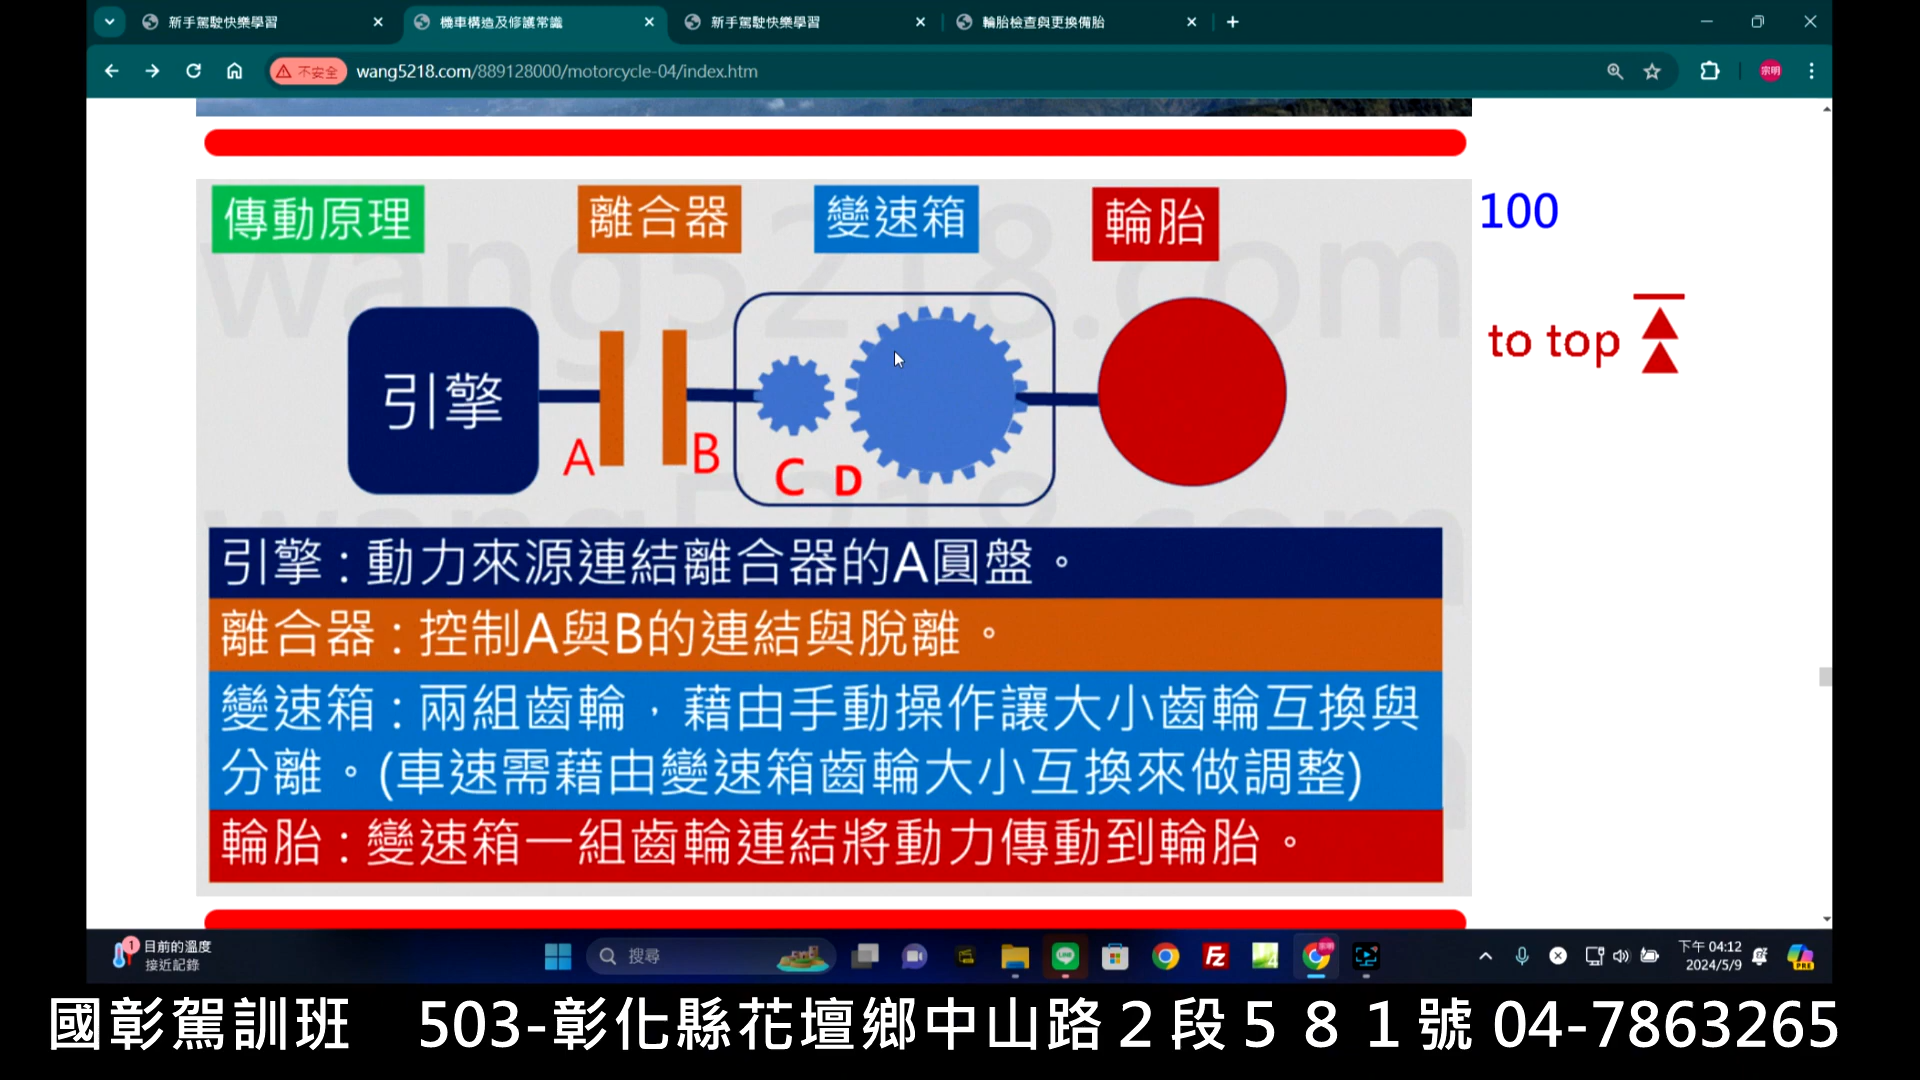 新手駕駛快樂學習
機車構造及修護常識
新手駕駛快樂學習
輪胎檢查與更換備胎
不安全
wang5218.com/889128000/motorcycle-04/index.htm
宗明
傳動原理
離合器
變速箱
輪胎
100
to top
wang5218.com
引擎
A
B
C
D
引擎：動力來源連結離合器的A圓盤。
離合器：控制A與B的連結與脫離。
變速箱：兩組齒輪，藉由手動操作讓大小齒輪互換與
分離。(車速需藉由變速箱齒輪大小互換來做調整)
輪胎：變速箱一組齒輪連結將動力傳動到輪胎。
1
目前的溫度
接近記錄
搜尋
下午 04:12
2024/5/9
國彰駕訓班 503-彰化縣花壇鄉中山路２段５８１號 04-7863265